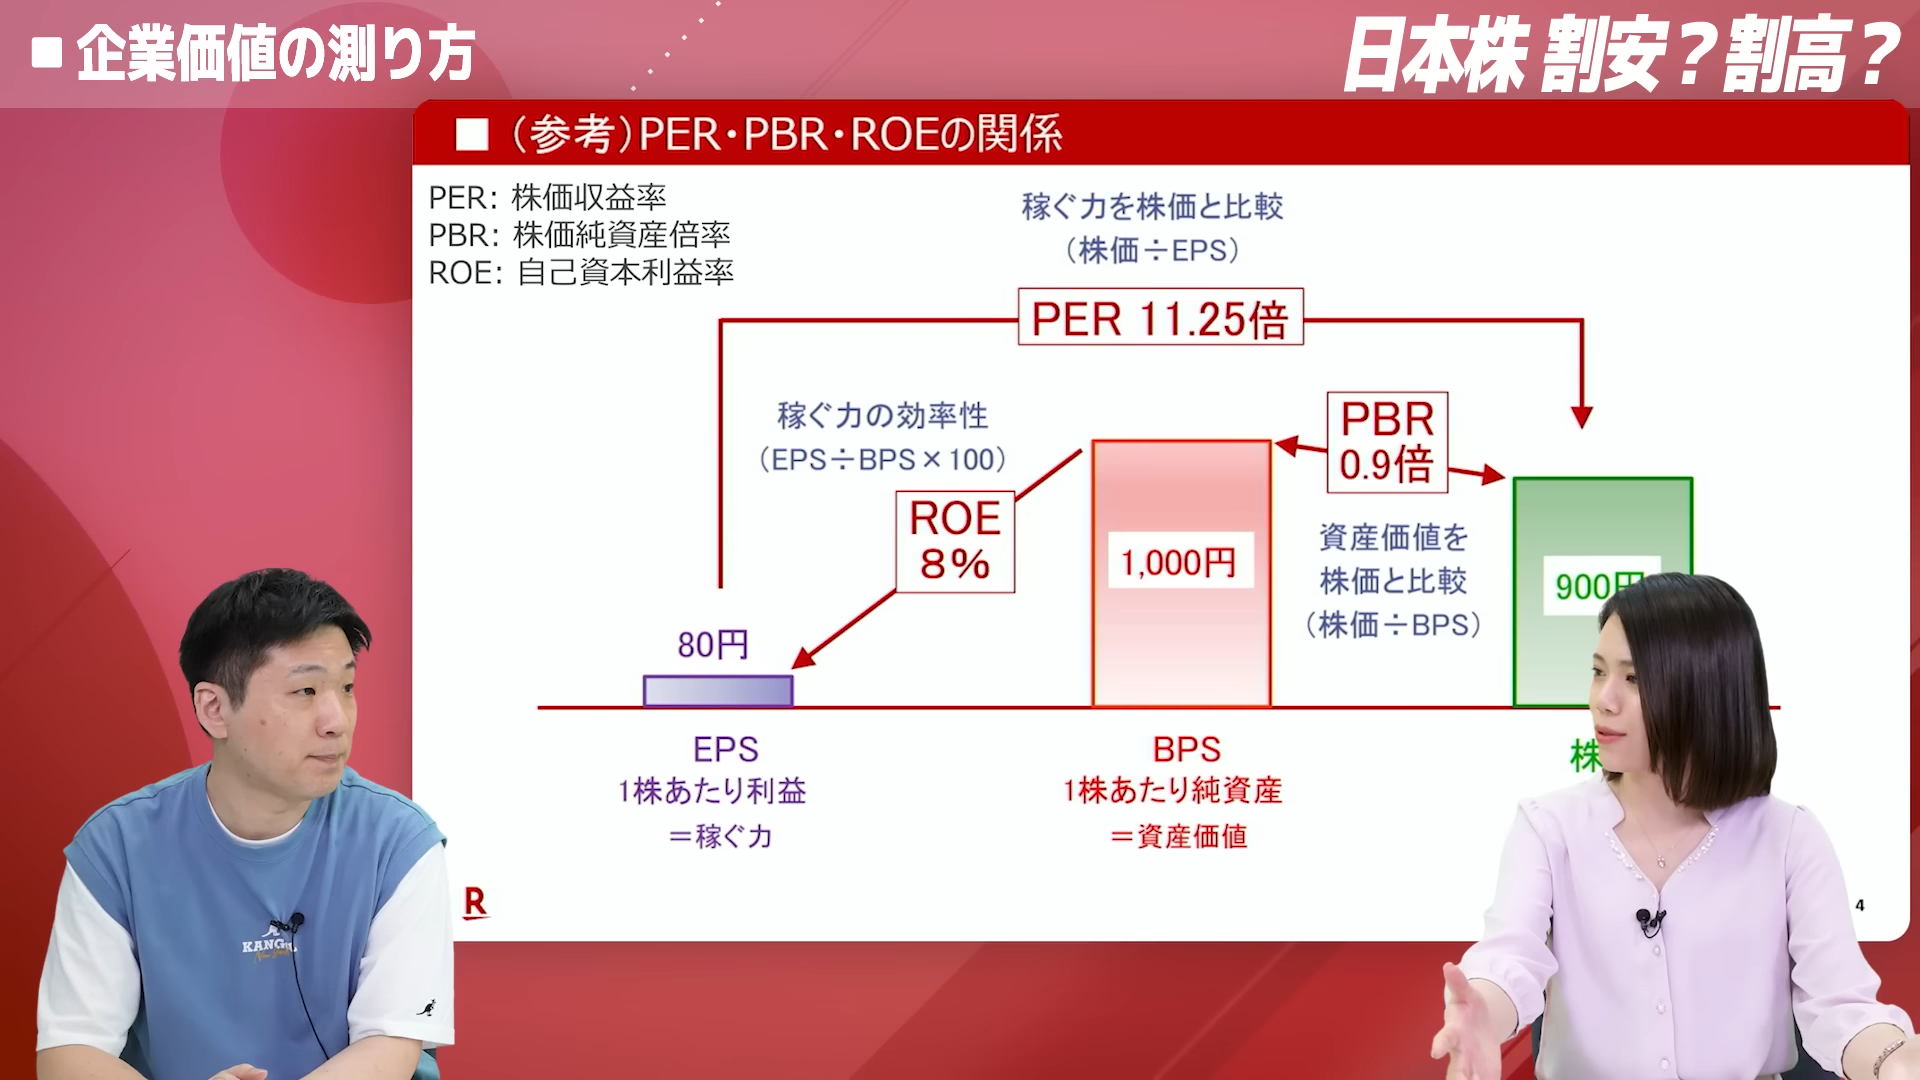 ■ 企業価値の測り方
日本株 割安？割高？
■ （参考）PER・PBR・ROEの関係
PER: 株価収益率
PBR: 株価純資産倍率
ROE: 自己資本利益率
稼ぐ力を株価と比較
（株価÷EPS）
PER 11.25倍
稼ぐ力の効率性
（EPS÷BPS×100）
ROE
8%
PBR
0.9倍
資産価値を
株価と比較
（株価÷BPS）
80円
1,000円
900円
EPS
1株あたり利益
＝稼ぐ力
BPS
1株あたり純資産
＝資産価値
株
R
4